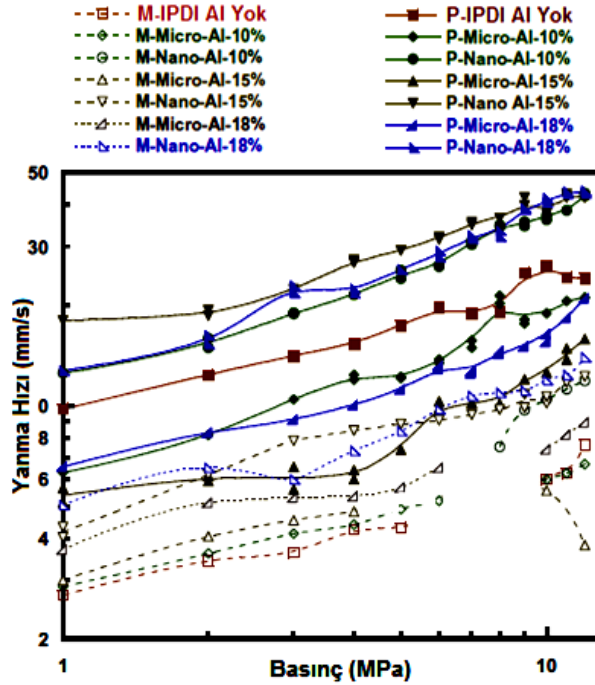 M-IPDI Al Yok P-IPDI Al Yok
M-Micro-Al-10% P-Micro-Al-10%
M-Nano-Al-10% P-Nano-Al-10%
M-Micro-Al-15% P-Micro-Al-15%
M-Nano-Al-15% P-Nano Al-15%
M-Micro-Al-18% P-Micro-Al-18%
M-Nano-Al-18% P-Nano-Al-18%
50
30
0
8
6
4
2
Yanma Hızı (mm/s)
1 10
Basınç (MPa)